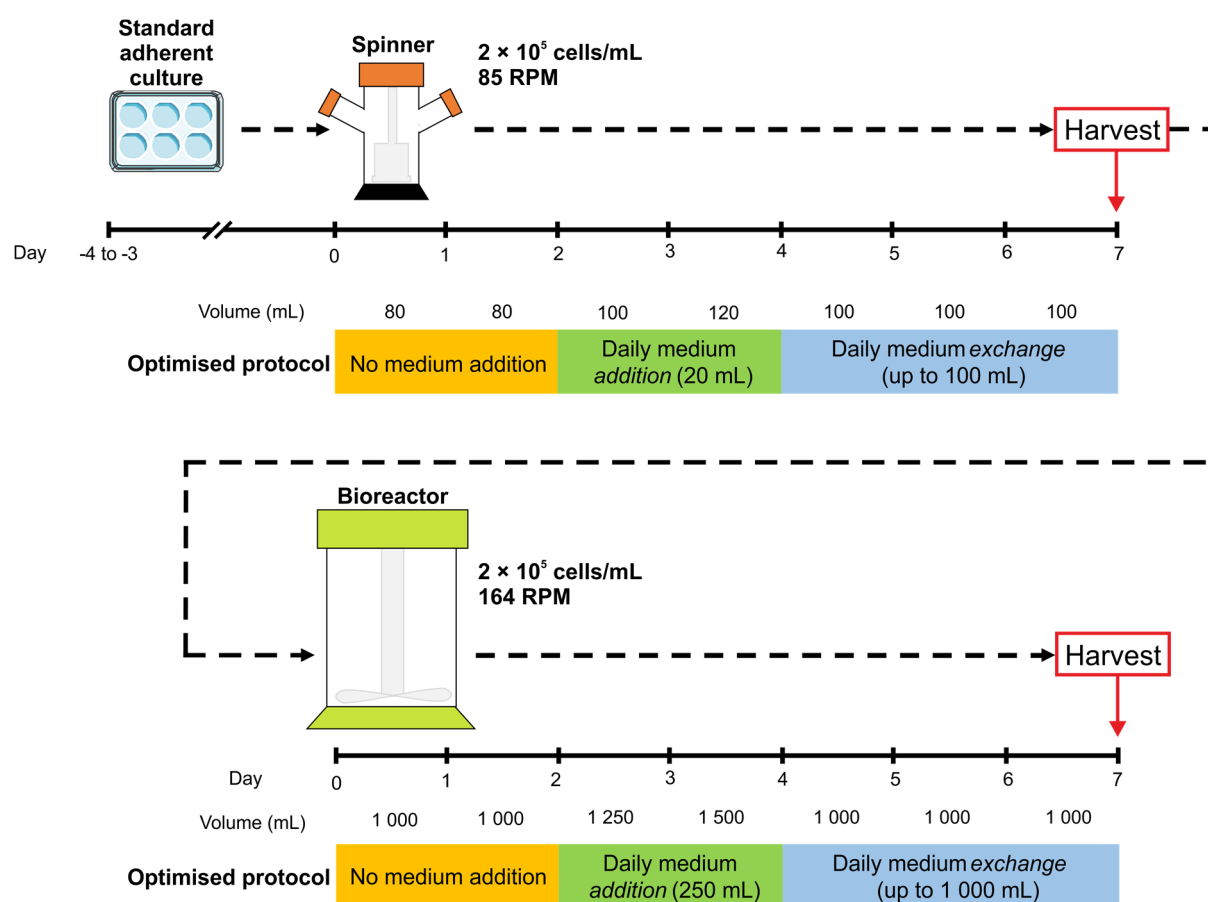 Standard
adherent
culture
Spinner
2 × 10⁵ cells/mL
85 RPM
Harvest
Day
-4 to -3
0
1
2
3
4
5
6
7
Volume (mL)
80
80
100
120
100
100
100
Optimised protocol
No medium addition
Daily medium
addition (20 mL)
Daily medium exchange
(up to 100 mL)
Bioreactor
2 × 10⁵ cells/mL
164 RPM
Harvest
Day
0
1
2
3
4
5
6
7
Volume (mL)
1 000
1 000
1 250
1 500
1 000
1 000
1 000
Optimised protocol
No medium addition
Daily medium
addition (250 mL)
Daily medium exchange
(up to 1 000 mL)